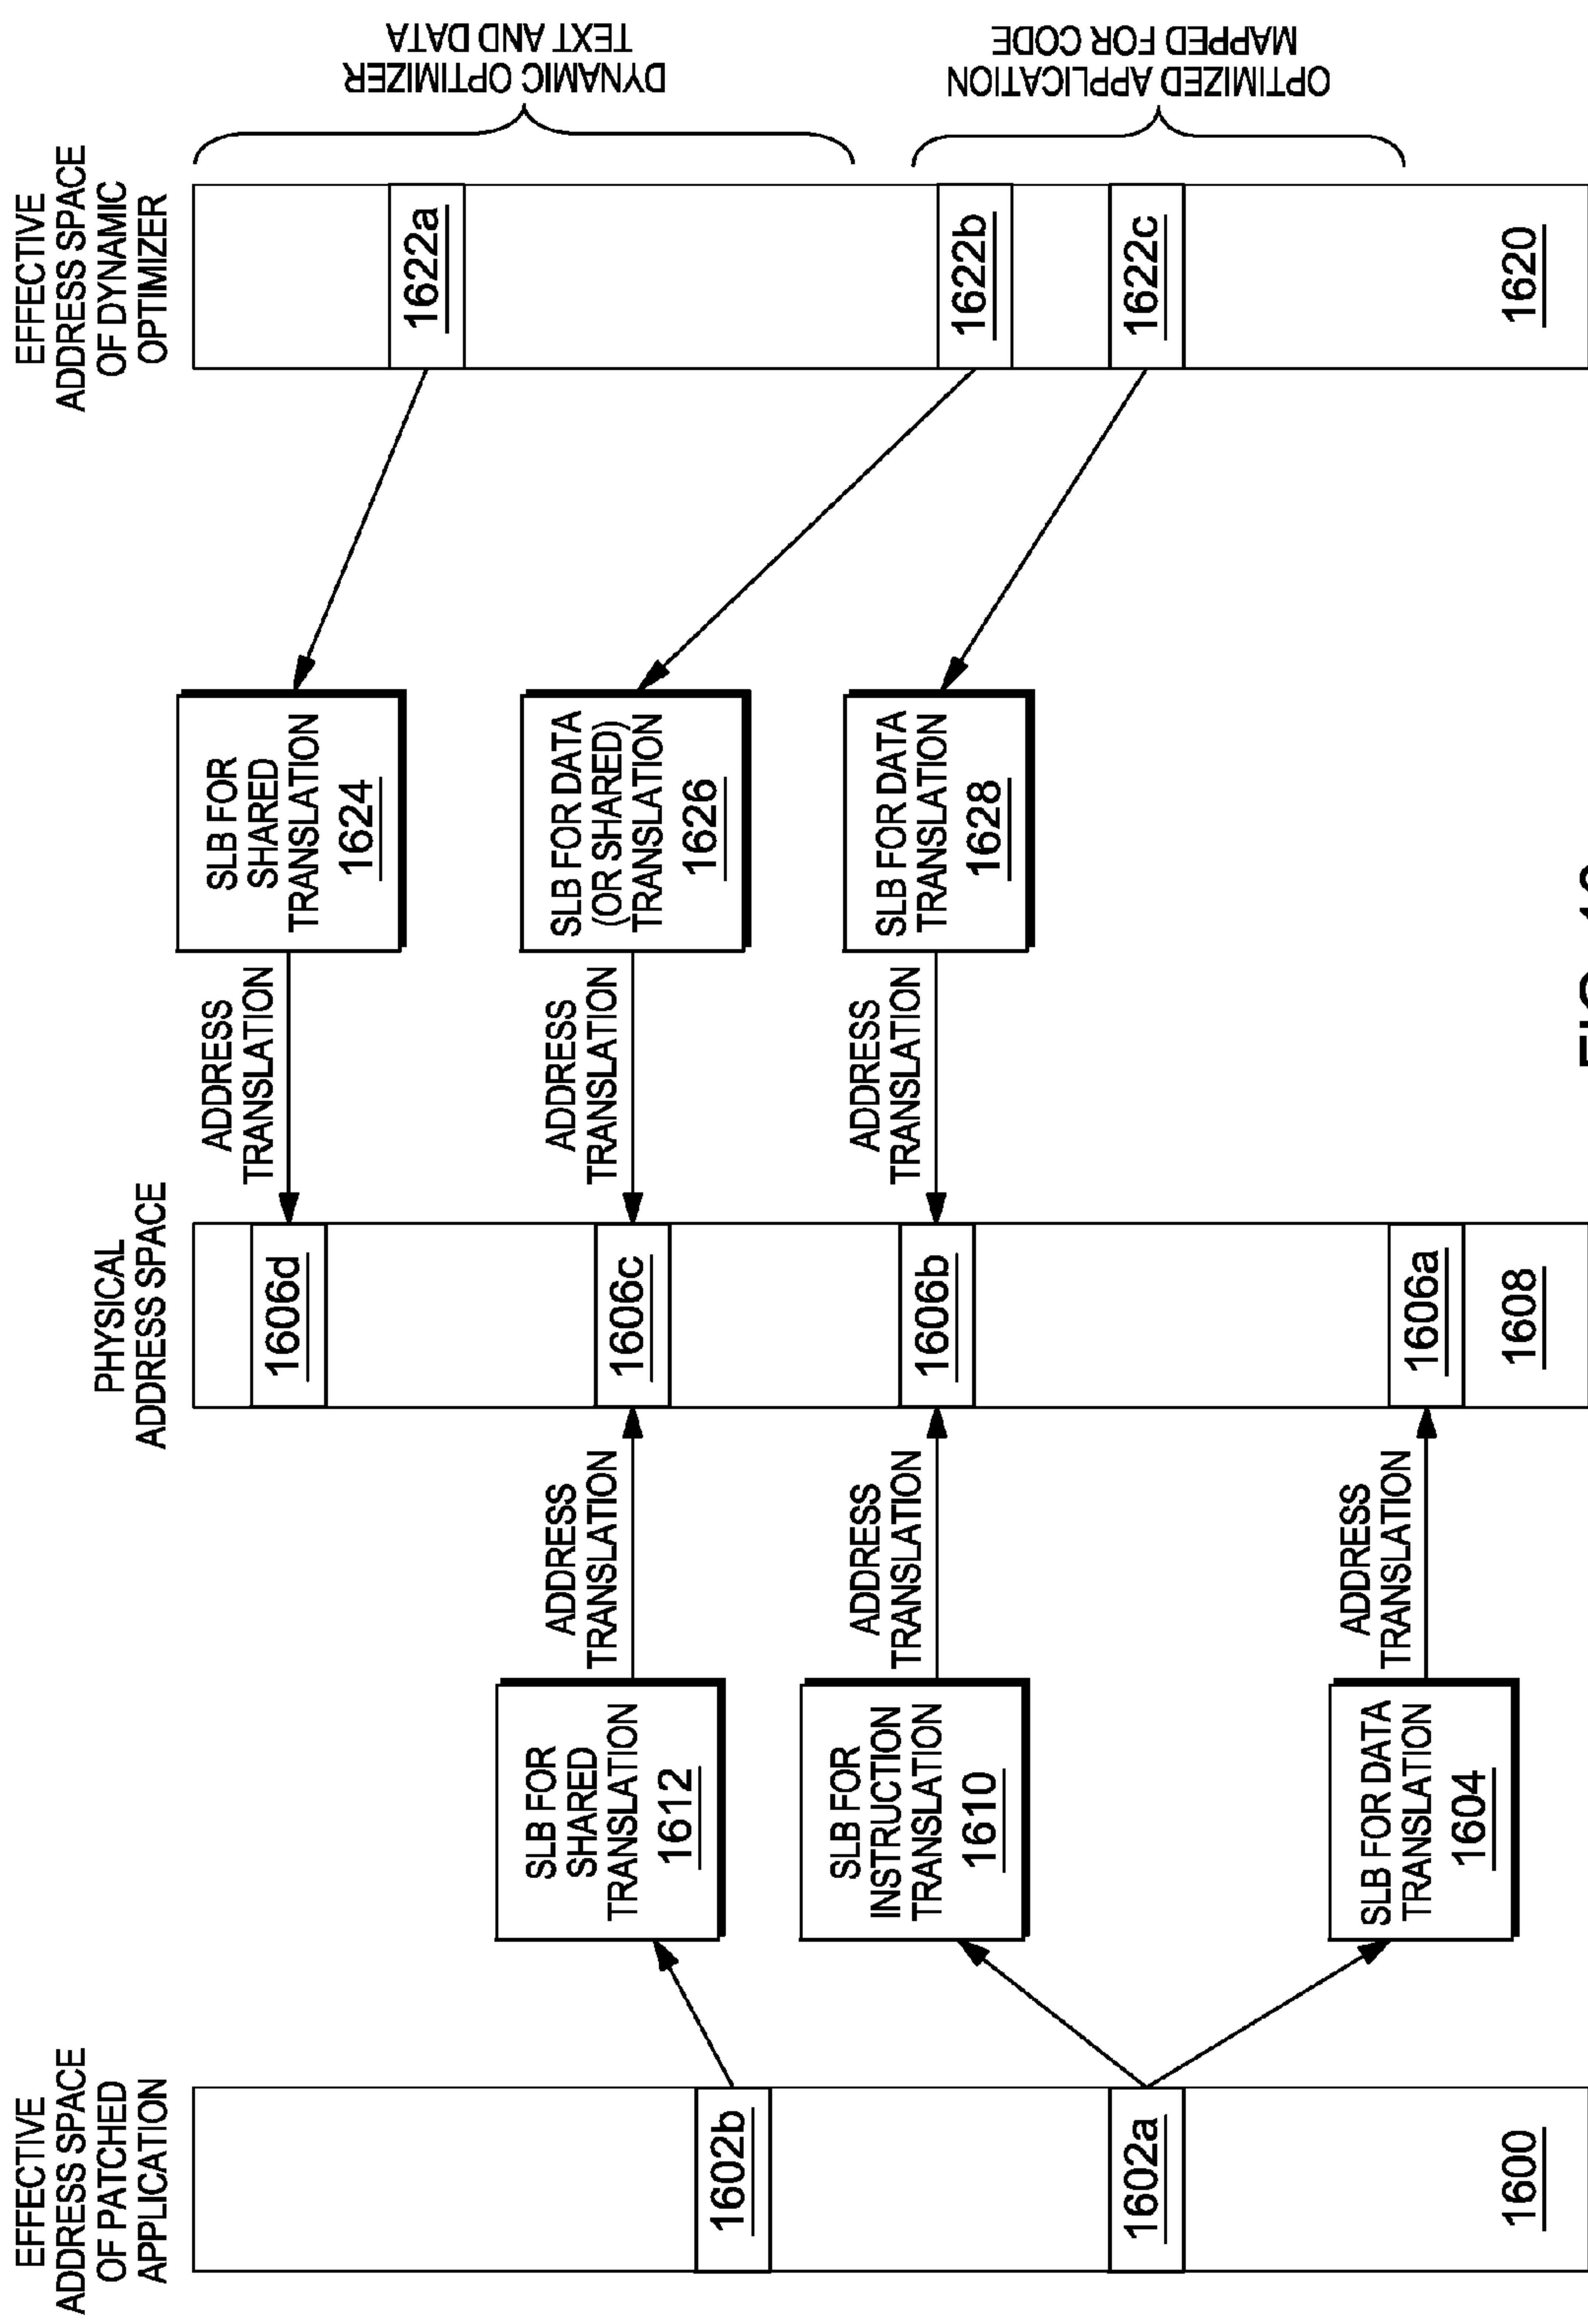 EFFECTIVE
ADDRESS SPACE
OF PATCHED
APPLICATION
PHYSICAL
ADDRESS SPACE
EFFECTIVE
ADDRESS SPACE
OF DYNAMIC
OPTIMIZER
1602b
1602a
1600
SLB FOR
SHARED
TRANSLATION
1612
SLB FOR
INSTRUCTION
TRANSLATION
1610
SLB FOR DATA
TRANSLATION
1604
ADDRESS
TRANSLATION
ADDRESS
TRANSLATION
ADDRESS
TRANSLATION
1606d
1606c
1606b
1606a
1608
ADDRESS
TRANSLATION
ADDRESS
TRANSLATION
ADDRESS
TRANSLATION
SLB FOR
SHARED
TRANSLATION
1624
SLB FOR DATA
(OR SHARED)
TRANSLATION
1626
SLB FOR DATA
TRANSLATION
1628
1622a
1622b
1622c
1620
DYNAMIC OPTIMIZER
TEXT AND DATA
OPTIMIZED APPLICATION
MAPPED FOR CODE